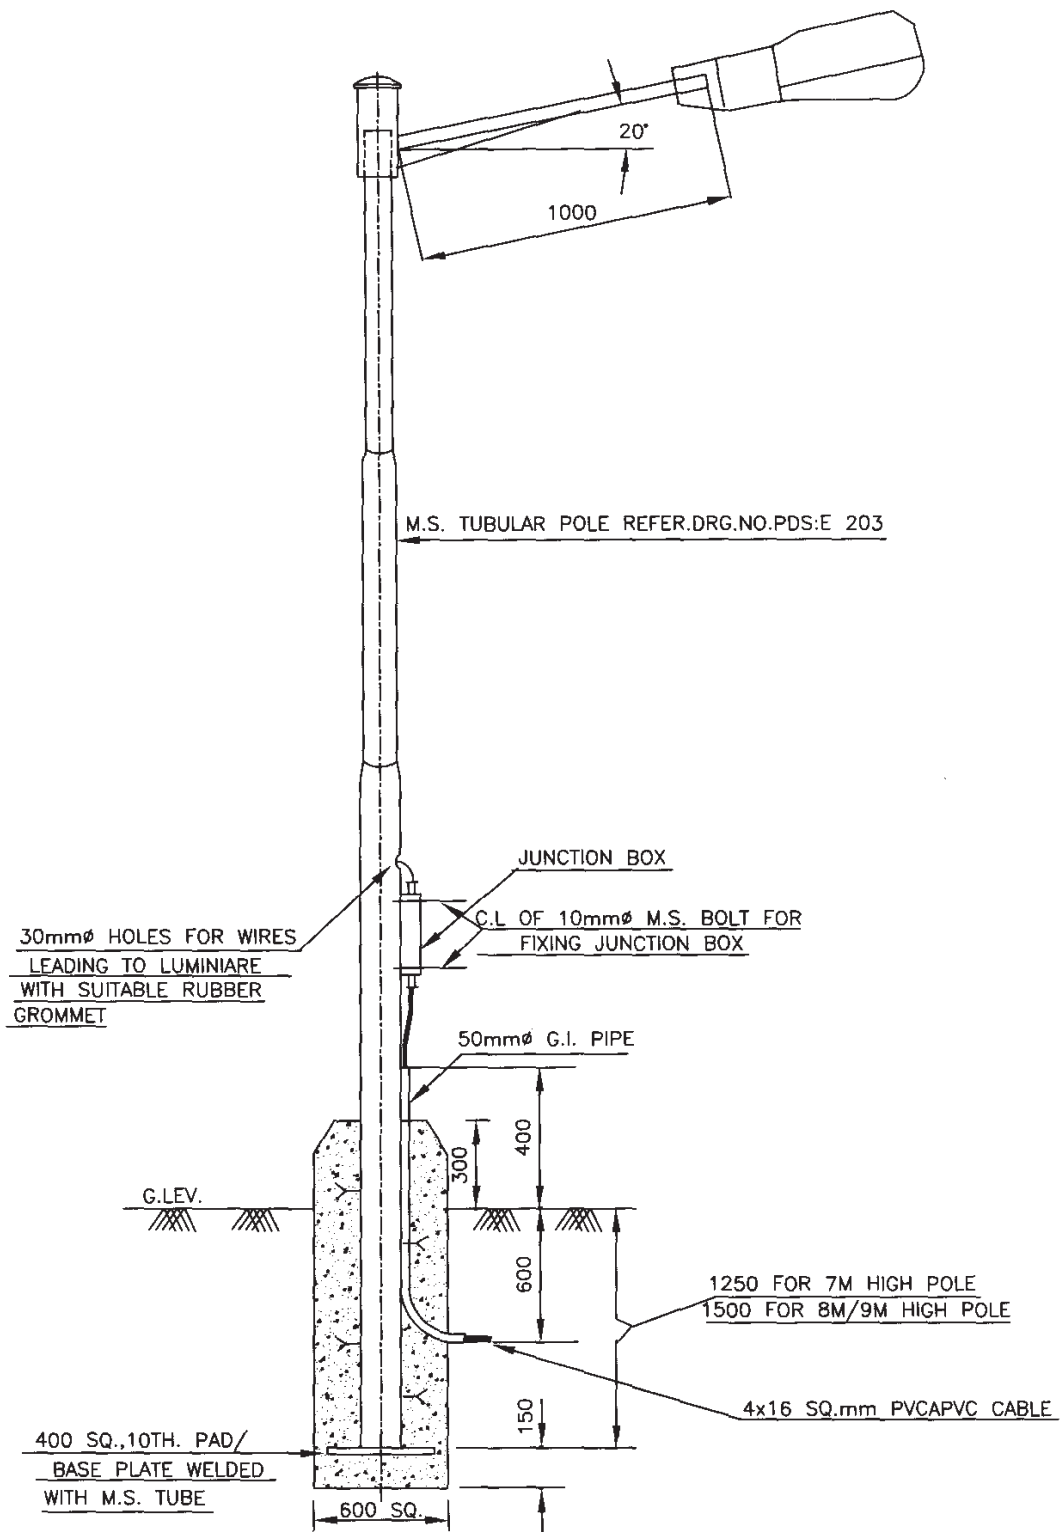 20°
1000
M.S. TUBULAR POLE REFER.DRG.NO.PDS:E 203
JUNCTION BOX
C.L OF 10mmø M.S. BOLT FOR
FIXING JUNCTION BOX
30mmø HOLES FOR WIRES
LEADING TO LUMINIARE
WITH SUITABLE RUBBER
GROMMET
50mmø G.I. PIPE
400
300
G.LEV.
600
1250 FOR 7M HIGH POLE
1500 FOR 8M/9M HIGH POLE
4x16 SQ.mm PVCAPVC CABLE
150
400 SQ.,10TH. PAD/
BASE PLATE WELDED
WITH M.S. TUBE
600 SQ.